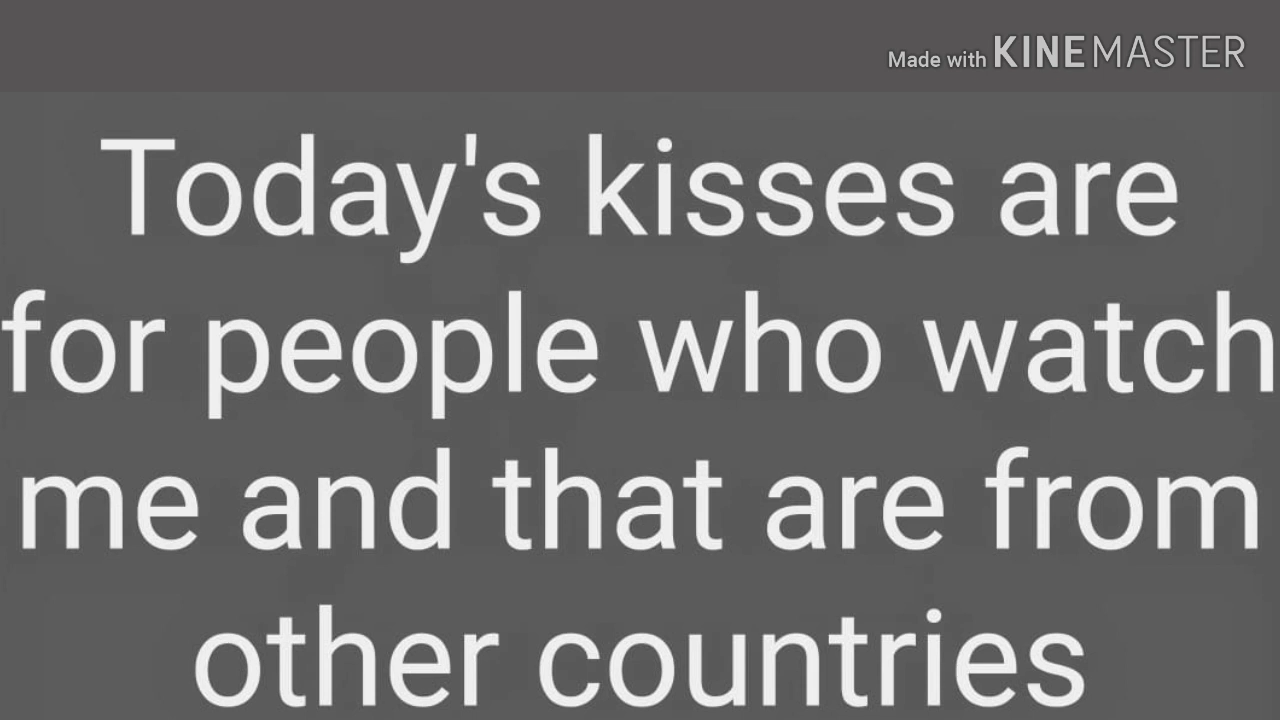 Made with KINEMASTER
Today's kisses are
for people who watch
me and that are from
other countries